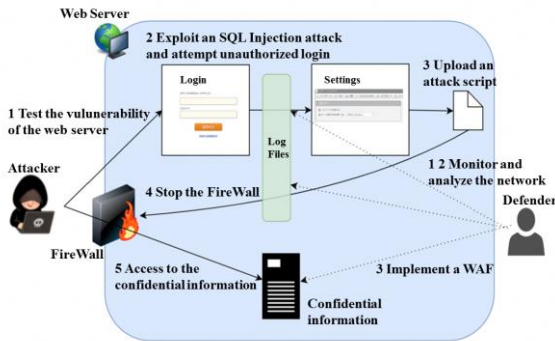 Web Server
2 Exploit an SQL Injection attack
and attempt unauthorized login
3 Upload an
attack script
Login
Settings
1 Test the vulunerability
of the web server
Log
Files
1 2 Monitor and
analyze the network
Attacker
4 Stop the FireWall
Defender
FireWall
5 Access to the
confidential information
3 Implement a WAF
Confidential
information